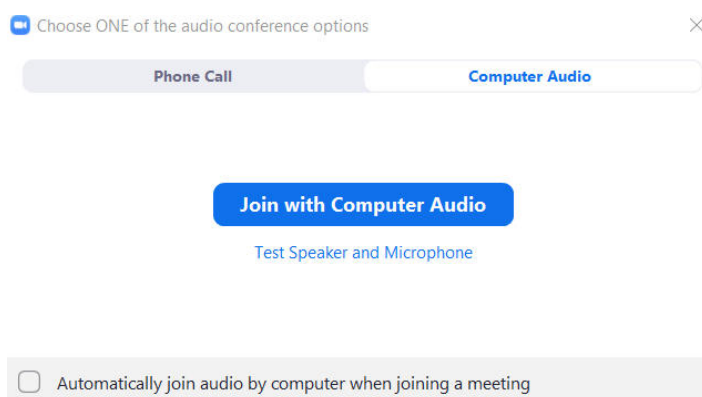 Choose ONE of the audio conference options
Phone Call
Computer Audio
Join with Computer Audio
Test Speaker and Microphone
Automatically join audio by computer when joining a meeting